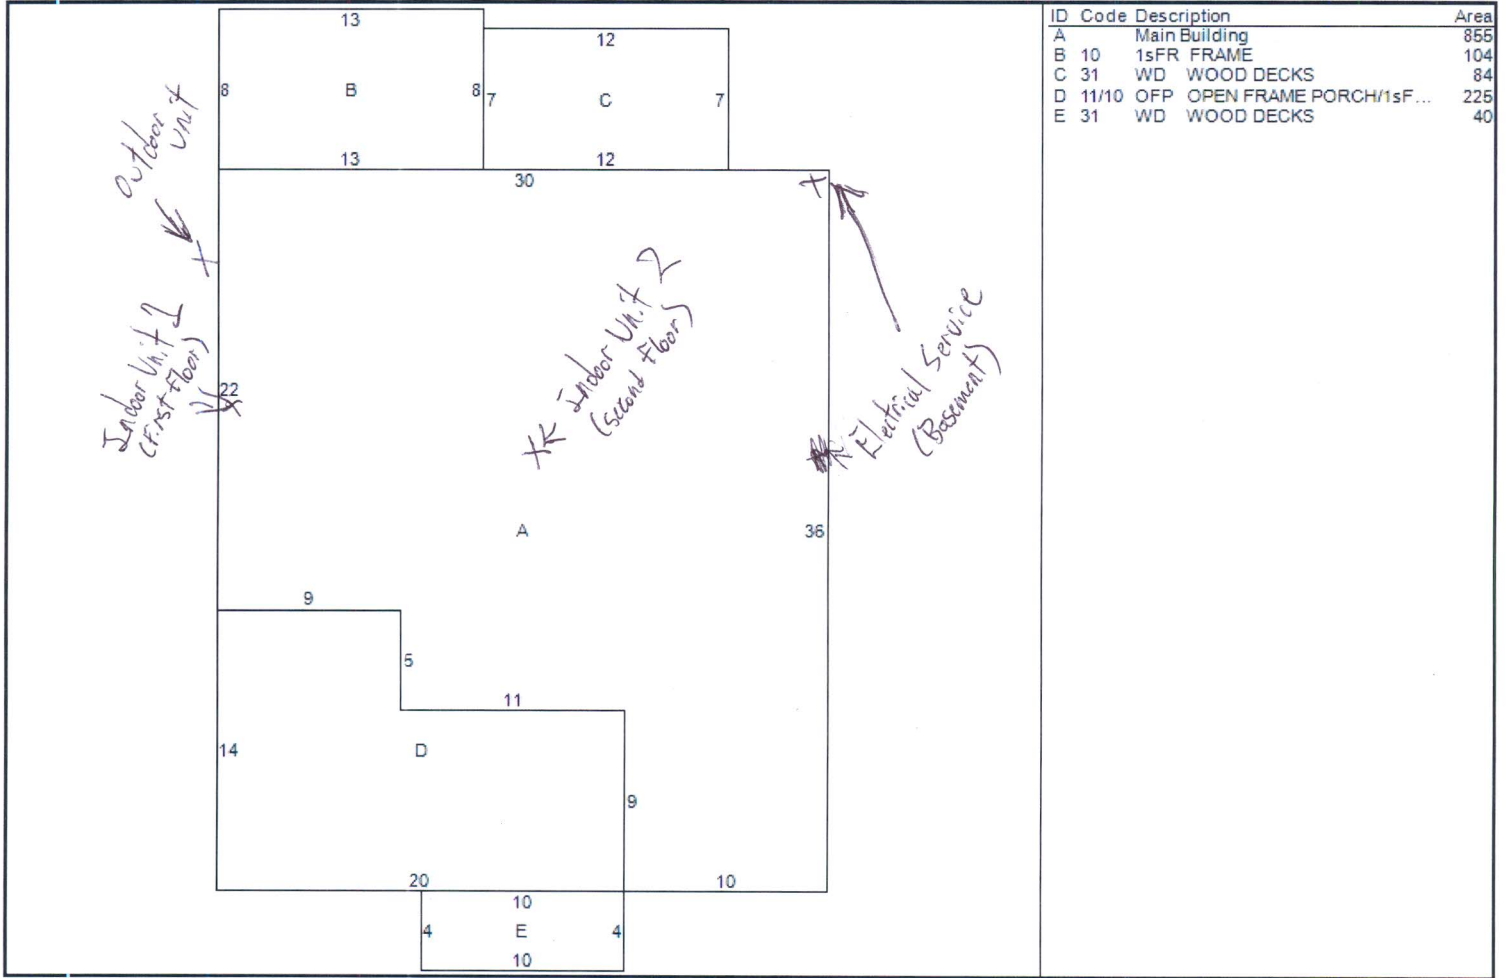 13
12
8
B
8
7
C
7
13
12
30
Outdoor
Unit
Indoor Unit 1
(First Floor)
Indoor Unit 2
(Second Floor)
Electrical Service
(Basement)
22
A
36
9
5
11
14
D
9
20
10
10
4
E
4
10
ID Code Description Area
A Main Building 855
B 10 1sFR FRAME 104
C 31 WD WOOD DECKS 84
D 11/10 OFP OPEN FRAME PORCH/1sF... 225
E 31 WD WOOD DECKS 40